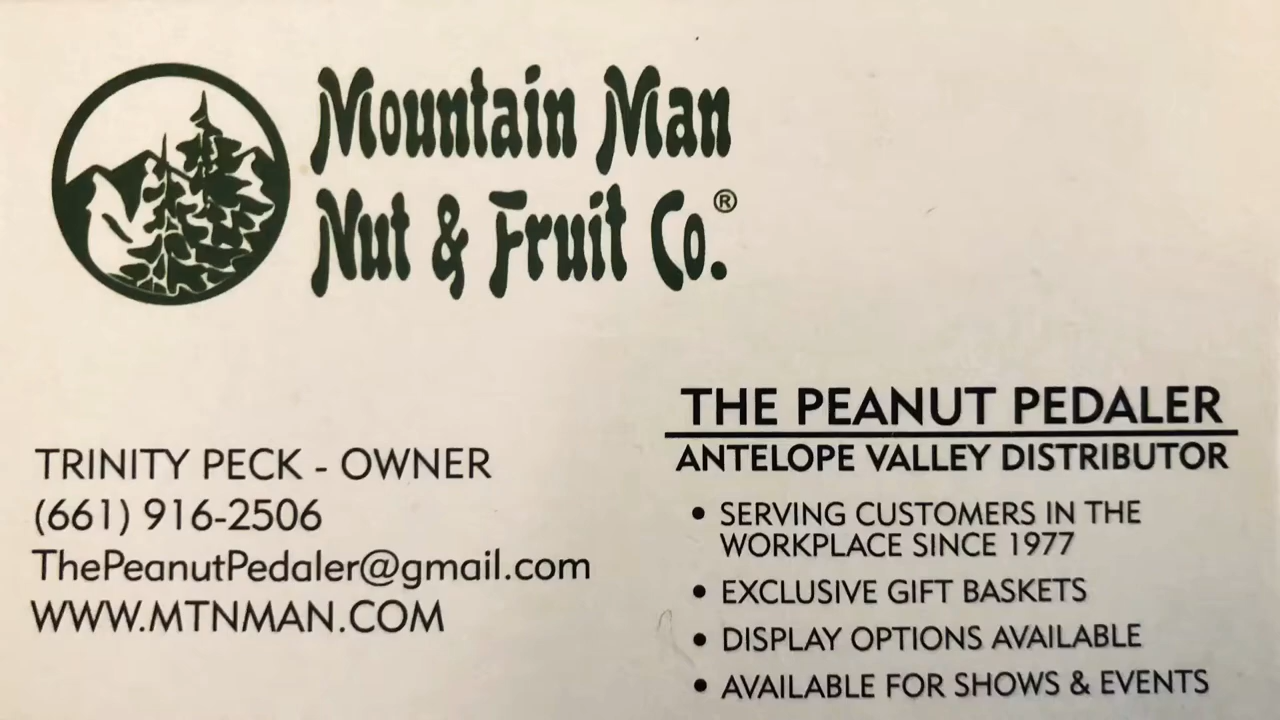 Mountain Man
Nut & Fruit Co.®
THE PEANUT PEDALER
ANTELOPE VALLEY DISTRIBUTOR
TRINITY PECK - OWNER
(661) 916-2506
ThePeanutPedaler@gmail.com
WWW.MTNMAN.COM
• SERVING CUSTOMERS IN THE
WORKPLACE SINCE 1977
• EXCLUSIVE GIFT BASKETS
• DISPLAY OPTIONS AVAILABLE
• AVAILABLE FOR SHOWS & EVENTS